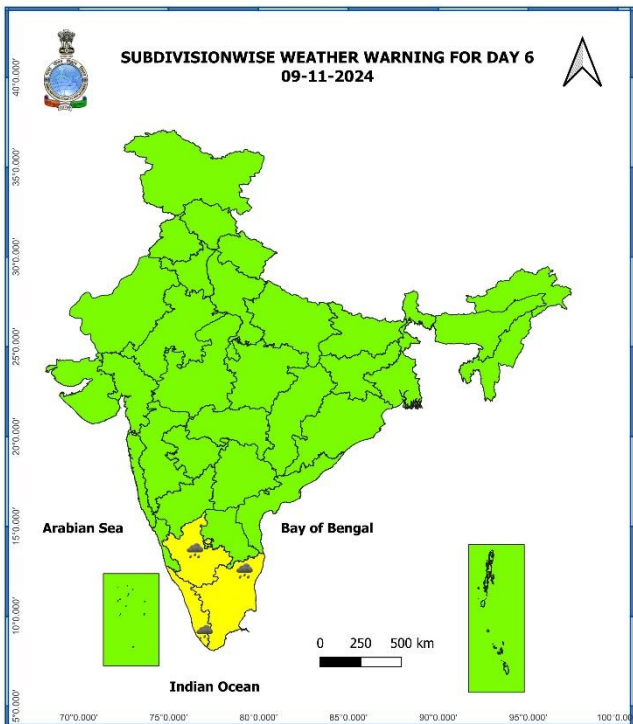 SUBDIVISIONWISE WEATHER WARNING FOR DAY 6
09-11-2024
40°0.000'
35°0.000'
30°0.000'
25°0.000'
20°0.000'
15°0.000'
10°0.000'
5°0.000'
Arabian Sea
Bay of Bengal
0 250 500 km
Indian Ocean
70°0.000' 75°0.000' 80°0.000' 85°0.000' 90°0.000' 95°0.000' 100°0.0